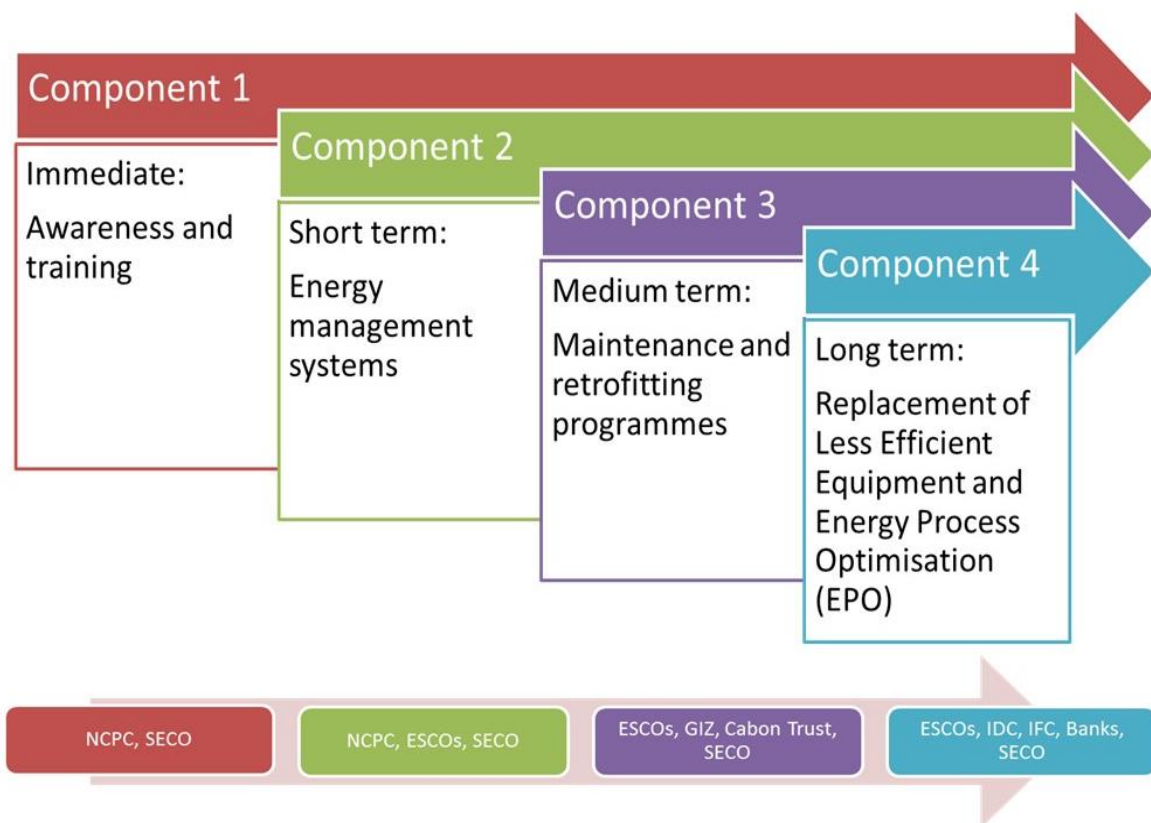 Component 1
Immediate:
Awareness and
training
Component 2
Short term:
Energy
management
systems
Component 3
Medium term:
Maintenance and
retrofitting
programmes
Component 4
Long term:
Replacement of
Less Efficient
Equipment and
Energy Process
Optimisation
(EPO)
NCPC, SECO
NCPC, ESCOs, SECO
ESCOs, GIZ, Cabon Trust,
SECO
ESCOs, IDC, IFC, Banks,
SECO